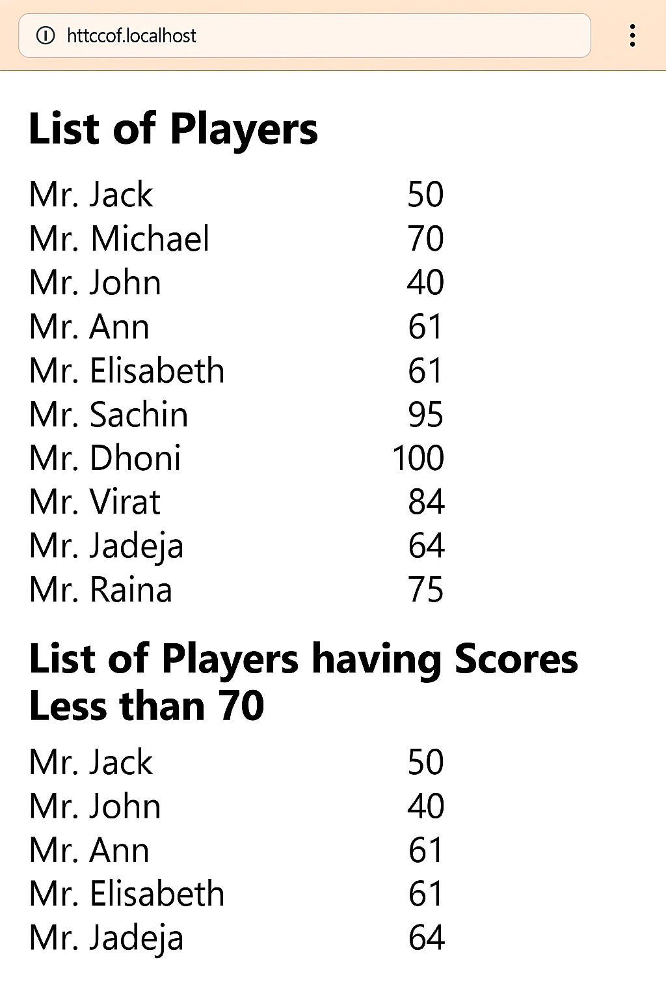 httccof.localhost
List of Players
Mr. Jack 50
Mr. Michael 70
Mr. John 40
Mr. Ann 61
Mr. Elisabeth 61
Mr. Sachin 95
Mr. Dhoni 100
Mr. Virat 84
Mr. Jadeja 64
Mr. Raina 75
List of Players having Scores
Less than 70
Mr. Jack 50
Mr. John 40
Mr. Ann 61
Mr. Elisabeth 61
Mr. Jadeja 64